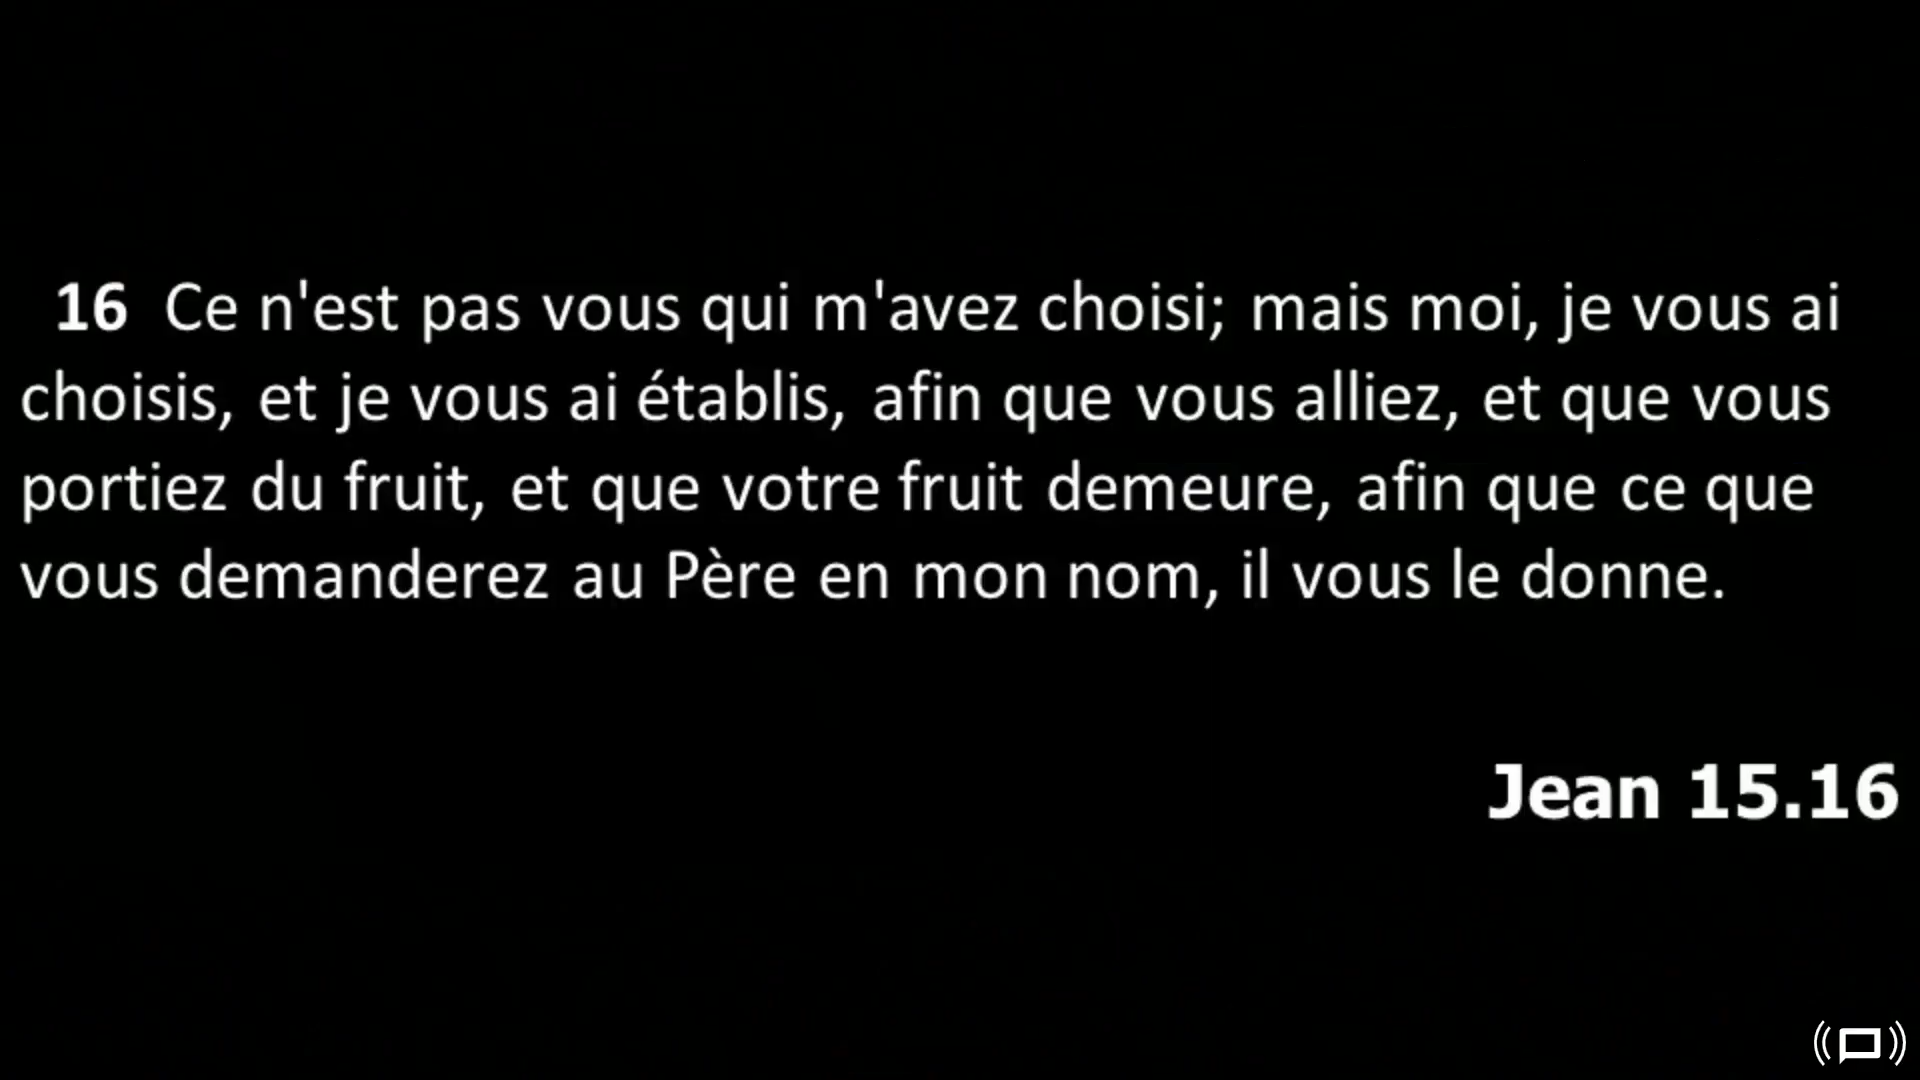 16 Ce n'est pas vous qui m'avez choisi; mais moi, je vous ai
choisis, et je vous ai établis, afin que vous alliez, et que vous
portiez du fruit, et que votre fruit demeure, afin que ce que
vous demanderez au Père en mon nom, il vous le donne.
Jean 15.16